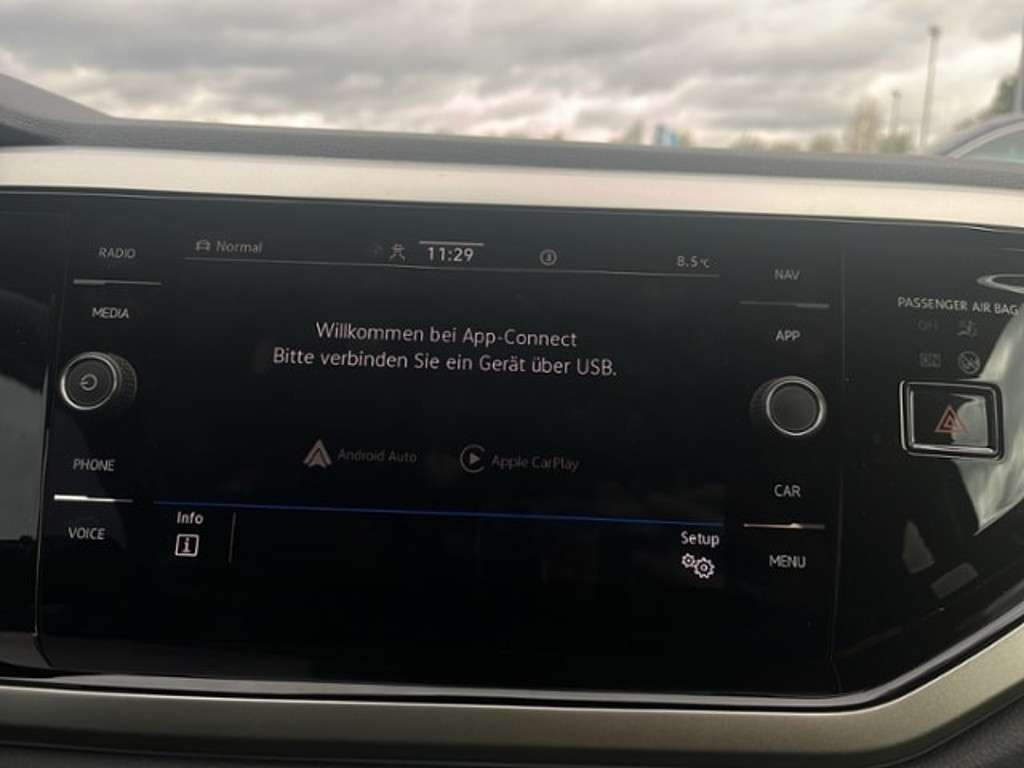 RADIO
MEDIA
PHONE
VOICE
Normal
11:29
8.5°C
Willkommen bei App-Connect
Bitte verbinden Sie ein Gerät über USB.
Android Auto
Apple CarPlay
Info
i
Setup
NAV
APP
CAR
MENU
PASSENGER AIR BAG
OFF